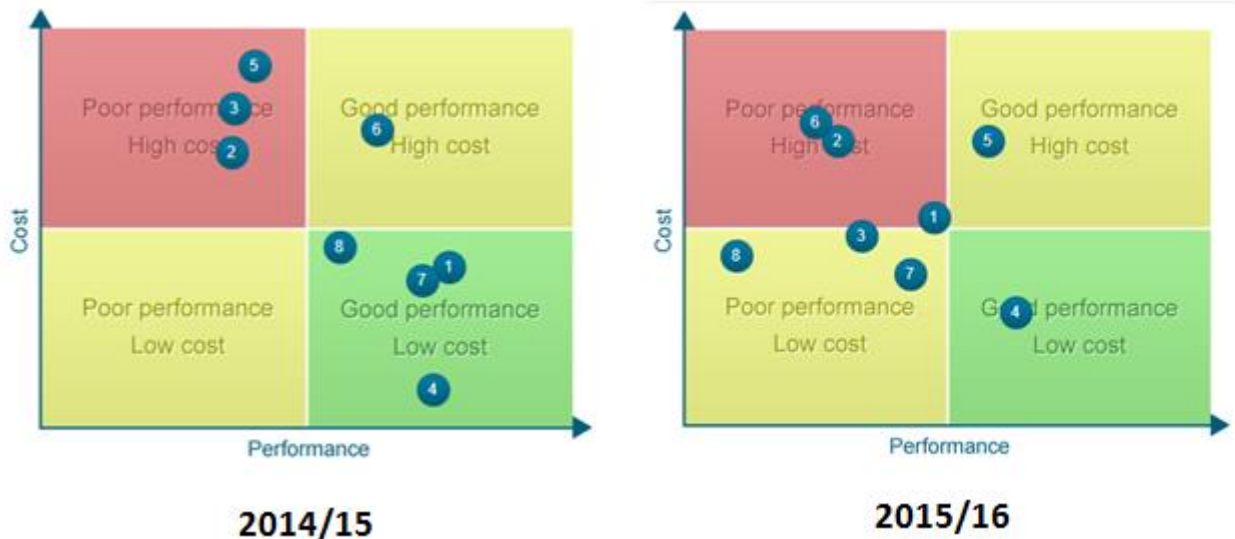 5
3
Poor performance
High cost
2
6
Good performance
High cost
8
7
1
Poor performance
Low cost
Good performance
Low cost
4
Cost
Performance
2014/15
6
2
Poor performance
High cost
5
Good performance
High cost
1
3
8
7
Poor performance
Low cost
4
Good performance
Low cost
Cost
Performance
2015/16